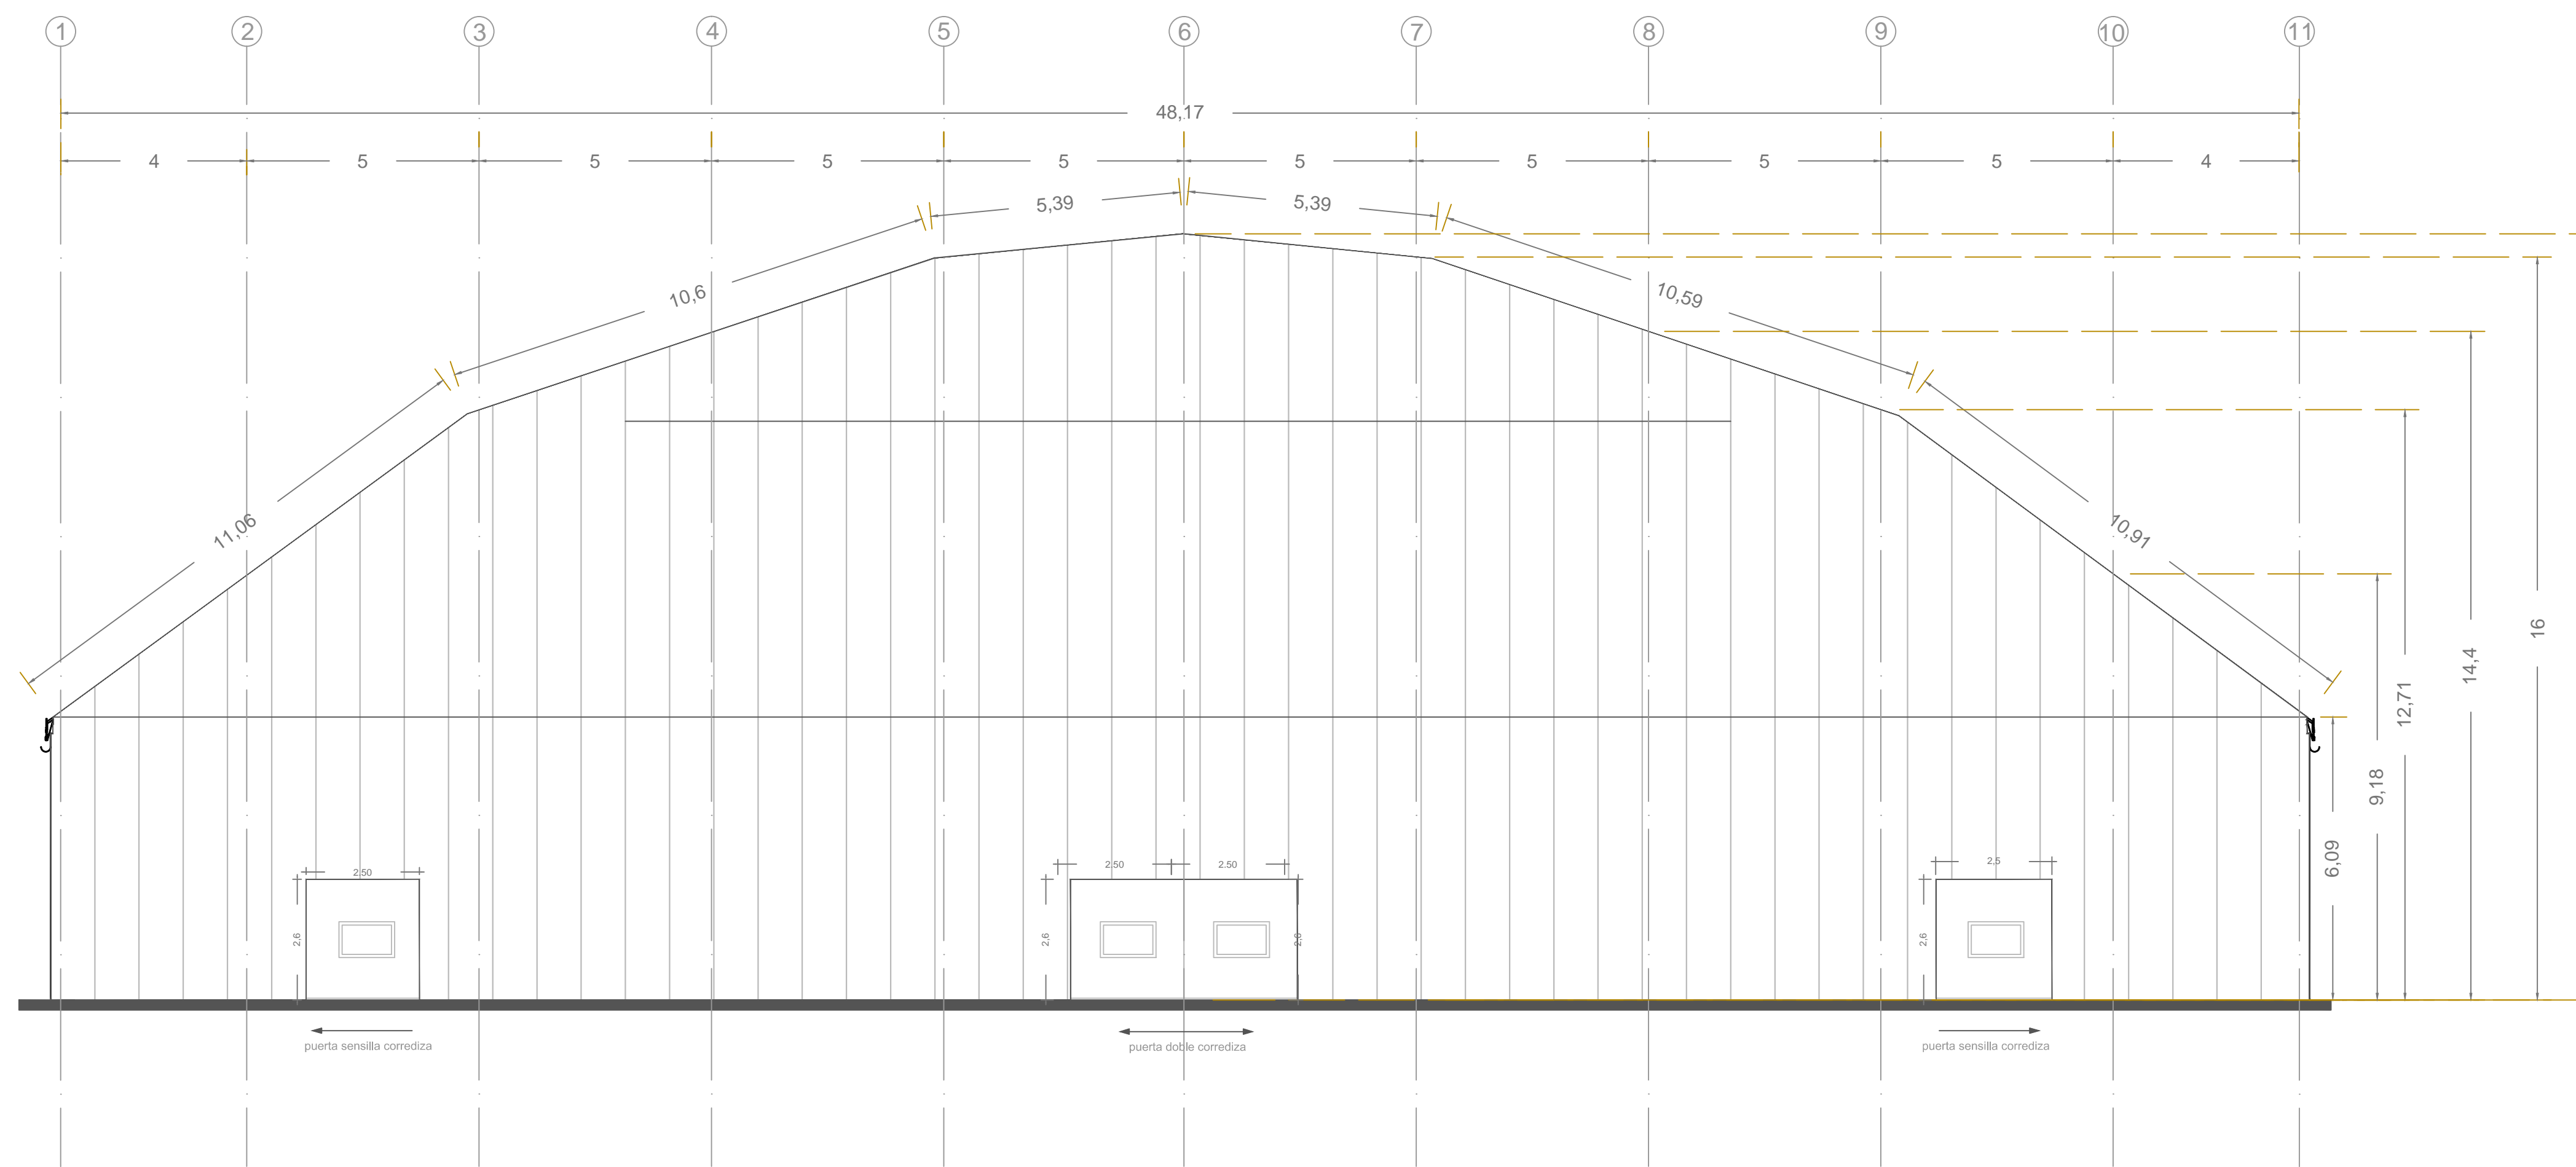 1 2 3 4 5 6 7 8 9 10 11
48,17
4 5 5 5 5 5 5 5 5 4
5,39 5,39
10,6 10,59
11,06 10,91
16
14,4
12,71
9,18
6,09
2,50 2,50 2,50 2,5
2,6 2,6 2,6 2,6
puerta sensilla corrediza
puerta doble corrediza
puerta sensilla corrediza